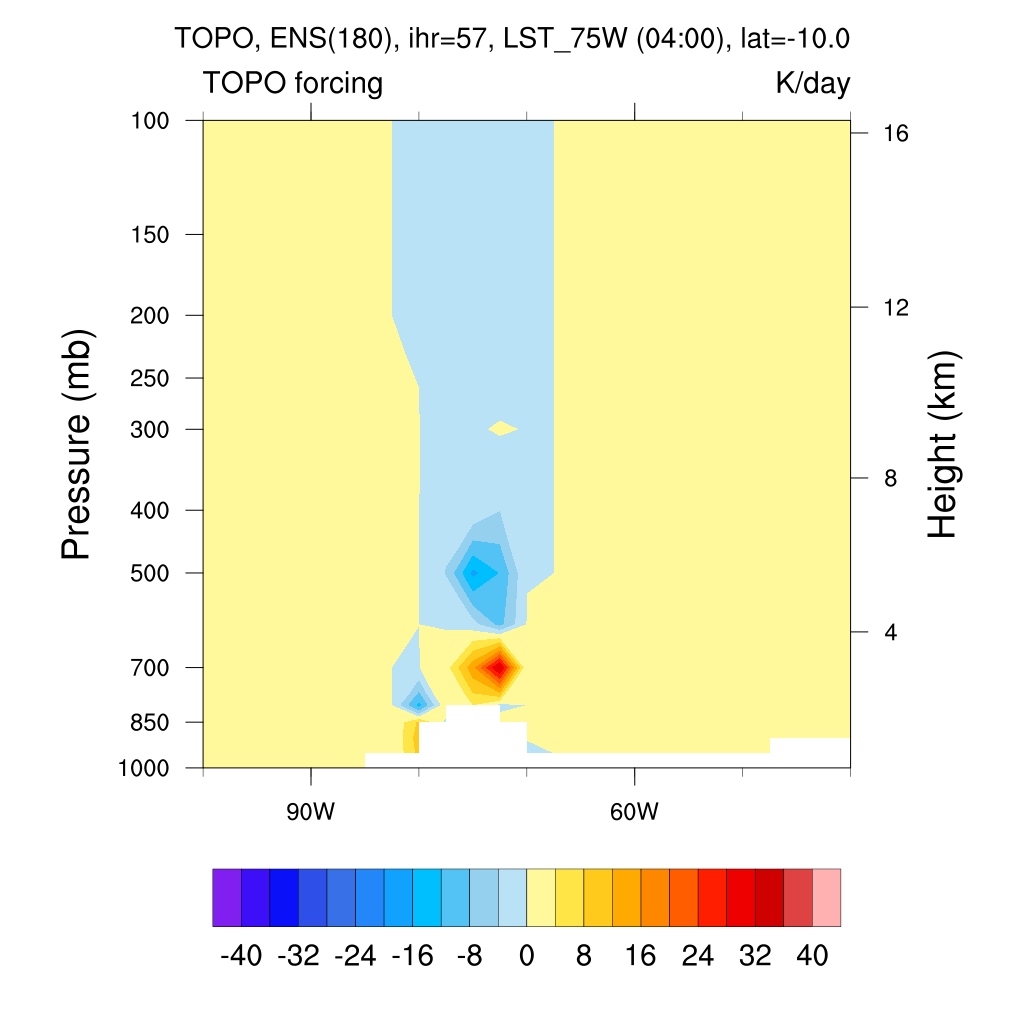 TOPO, ENS(180), ihr=57, LST_75W (04:00), lat=-10.0
TOPO forcing
K/day
100
150
200
250
300
400
500
700
850
1000
Pressure (mb)
16
12
8
4
Height (km)
90W
60W
-40 -32 -24 -16 -8 0 8 16 24 32 40